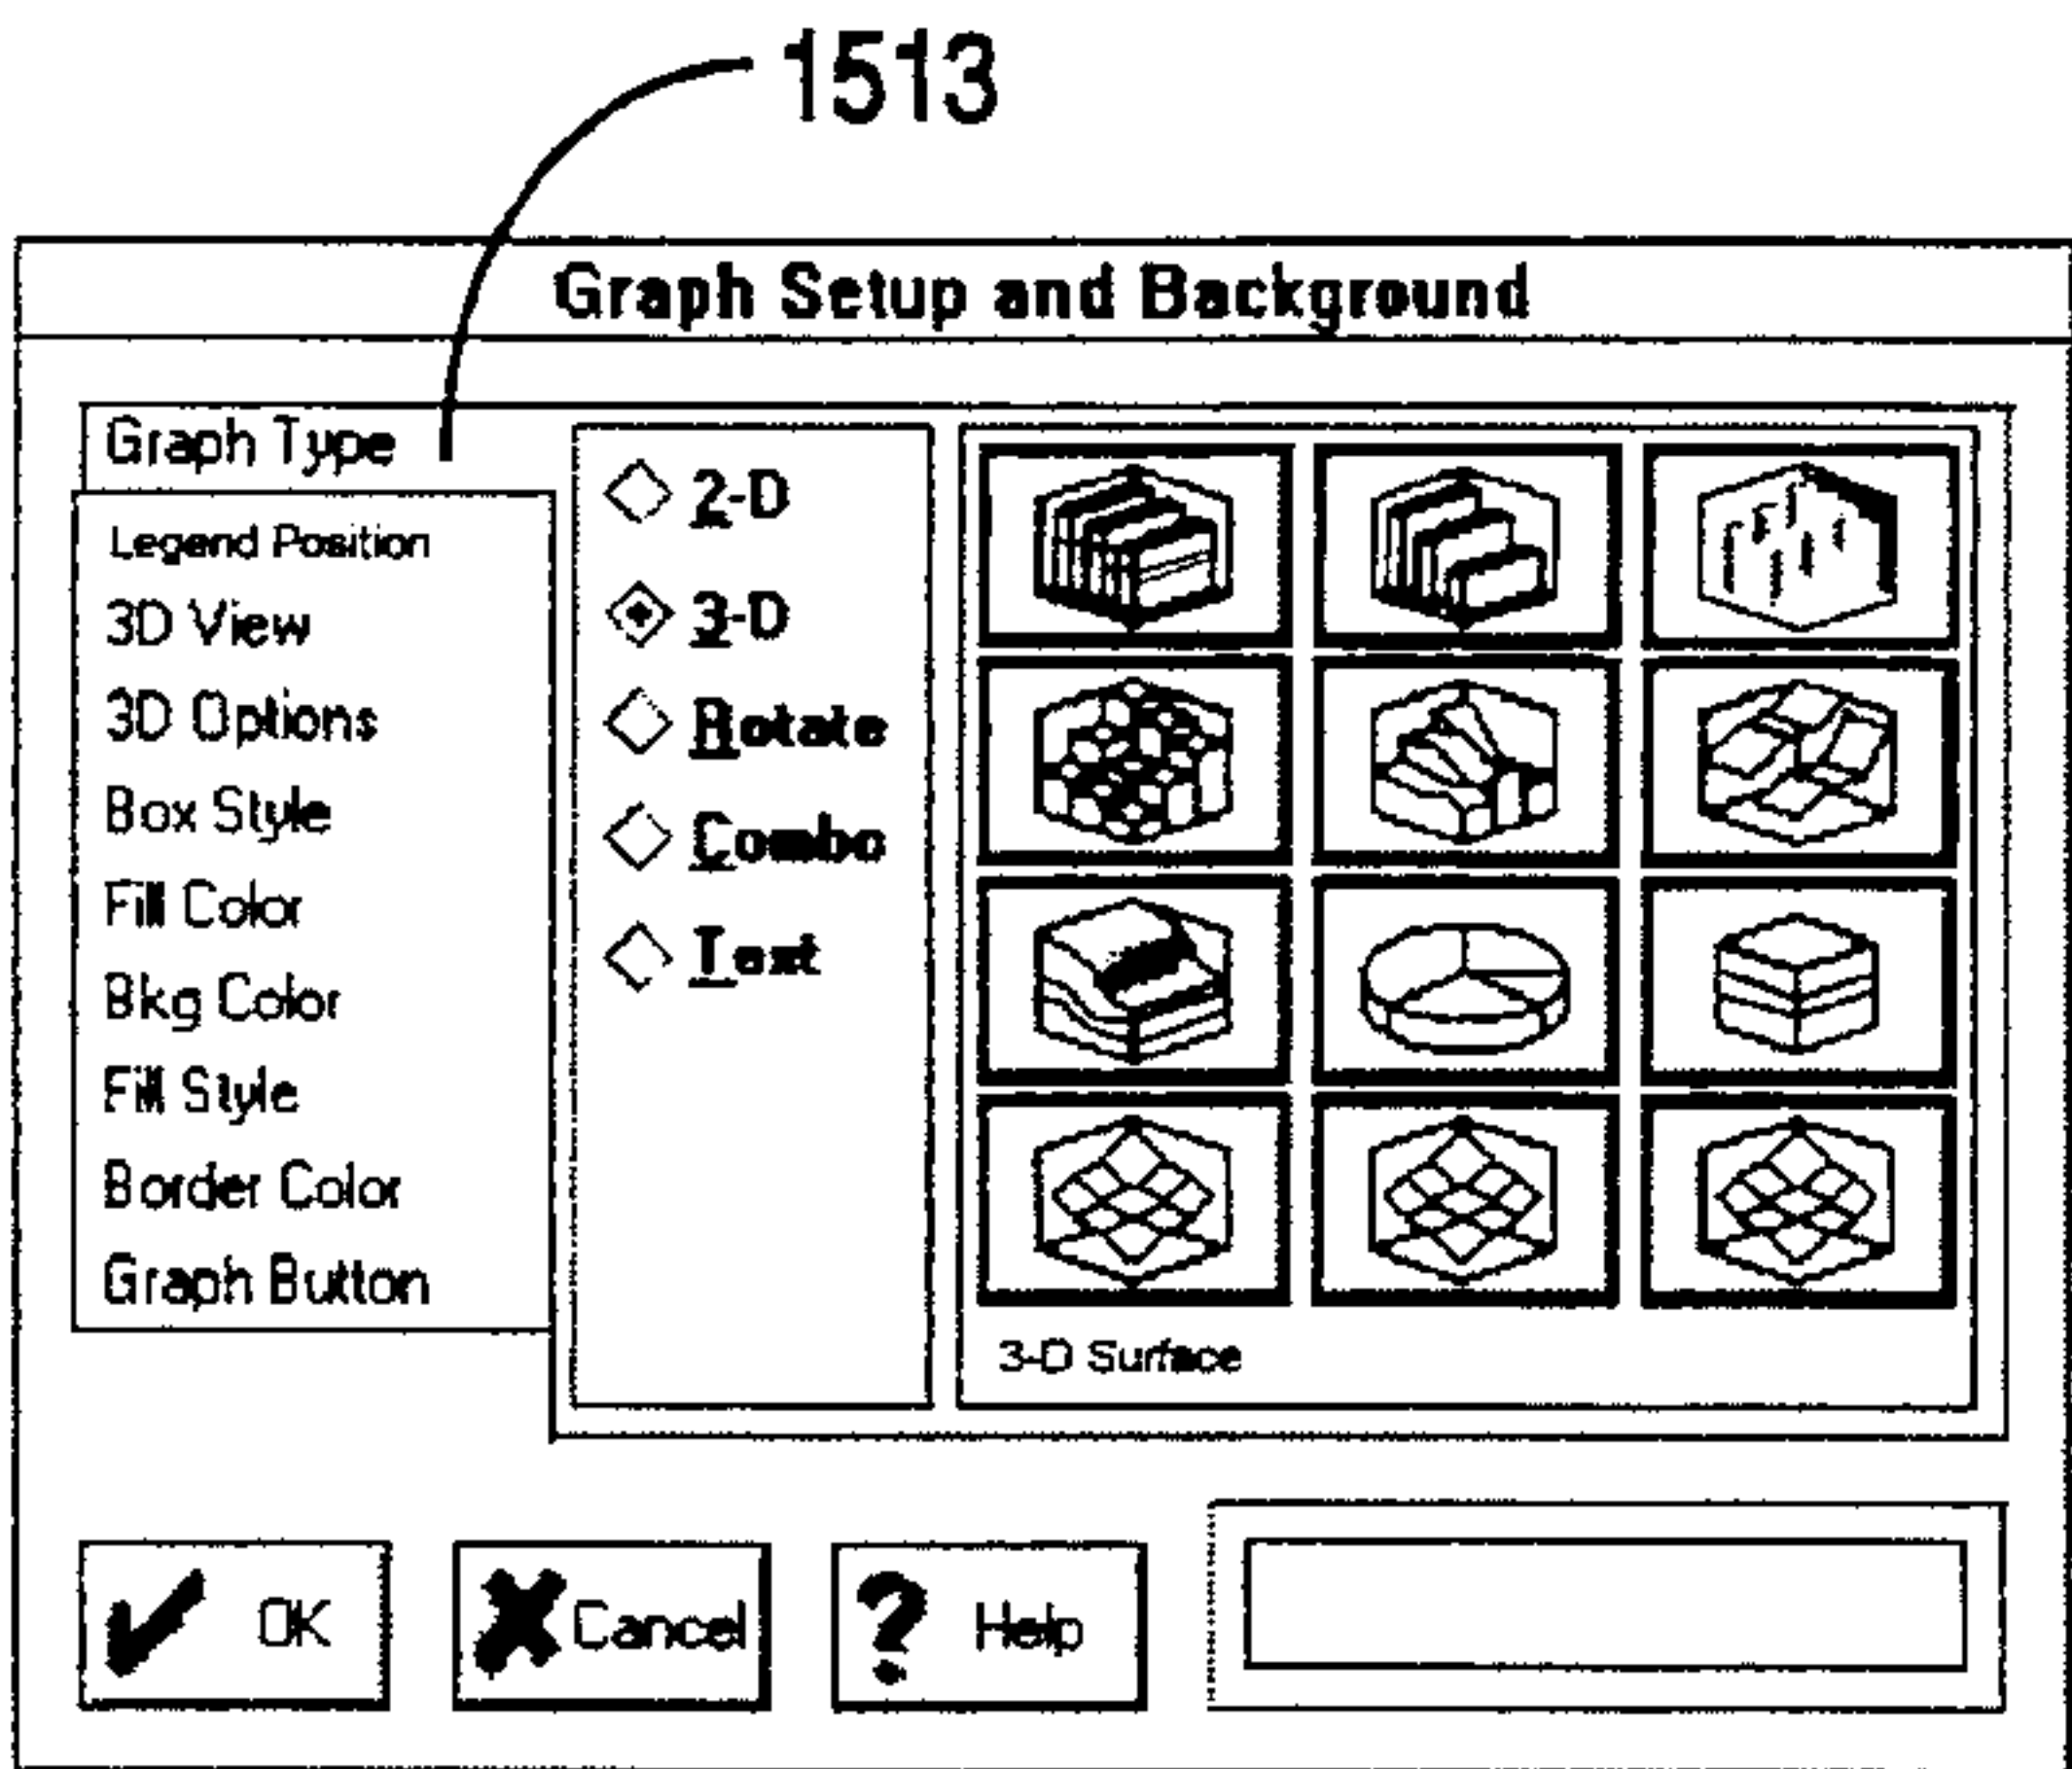 1513
Graph Setup and Background
Graph Type
Legend Position
3D View
3D Options
Box Style
Fill Color
Bkg Color
Fill Style
Border Color
Graph Button
2-D
3-D
Rotate
Combo
Text
3-D Surface
OK
Cancel
Help